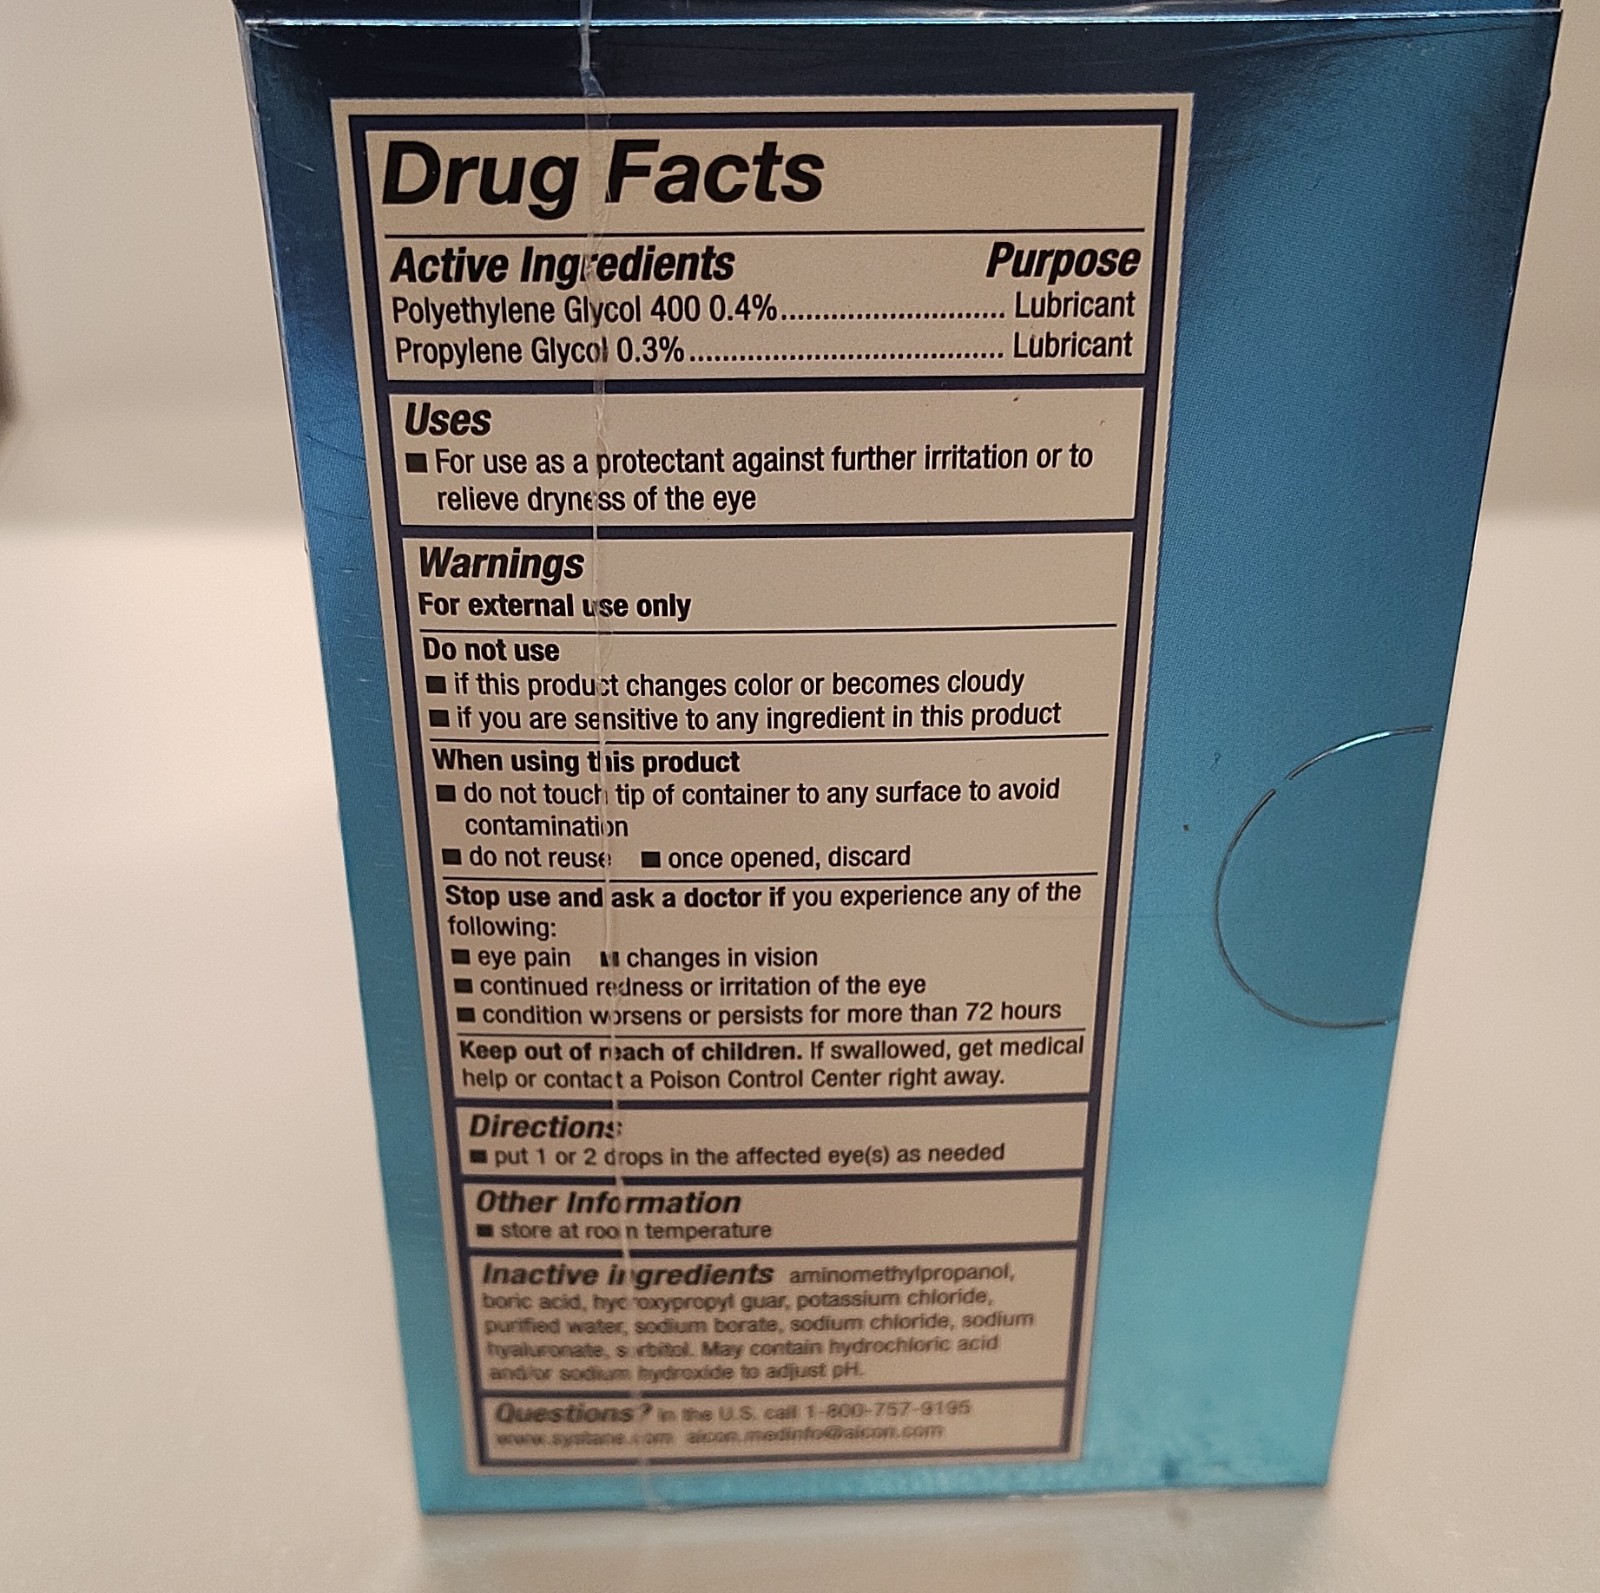 Drug Facts
Active Ingredients Purpose
Polyethylene Glycol 400 0.4%........................... Lubricant
Propylene Glycol 0.3%...................................... Lubricant
Uses
■ For use as a protectant against further irritation or to
relieve dryness of the eye
Warnings
For external use only
Do not use
■ if this product changes color or becomes cloudy
■ if you are sensitive to any ingredient in this product
When using this product
■ do not touch tip of container to any surface to avoid
contamination
■ do not reuse ■ once opened, discard
Stop use and ask a doctor if you experience any of the
following:
■ eye pain ■ changes in vision
■ continued redness or irritation of the eye
■ condition worsens or persists for more than 72 hours
Keep out of reach of children. If swallowed, get medical
help or contact a Poison Control Center right away.
Directions
■ put 1 or 2 drops in the affected eye(s) as needed
Other Information
■ store at room temperature
Inactive ingredients aminomethylpropanol,
boric acid, hydroxypropyl guar, potassium chloride,
purified water, sodium borate, sodium chloride, sodium
hyaluronate, sorbitol. May contain hydrochloric acid
and/or sodium hydroxide to adjust pH.
Questions? in the U.S. call 1-800-757-9195
www.systane.com alcon.medinfo@alcon.com